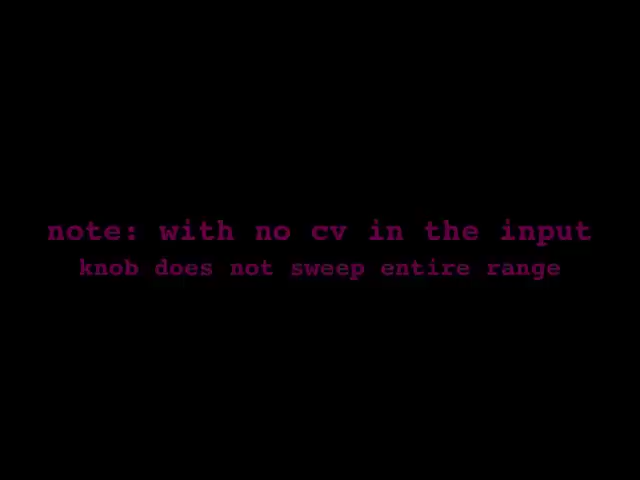 note: with no cv in the input
knob does not sweep entire range